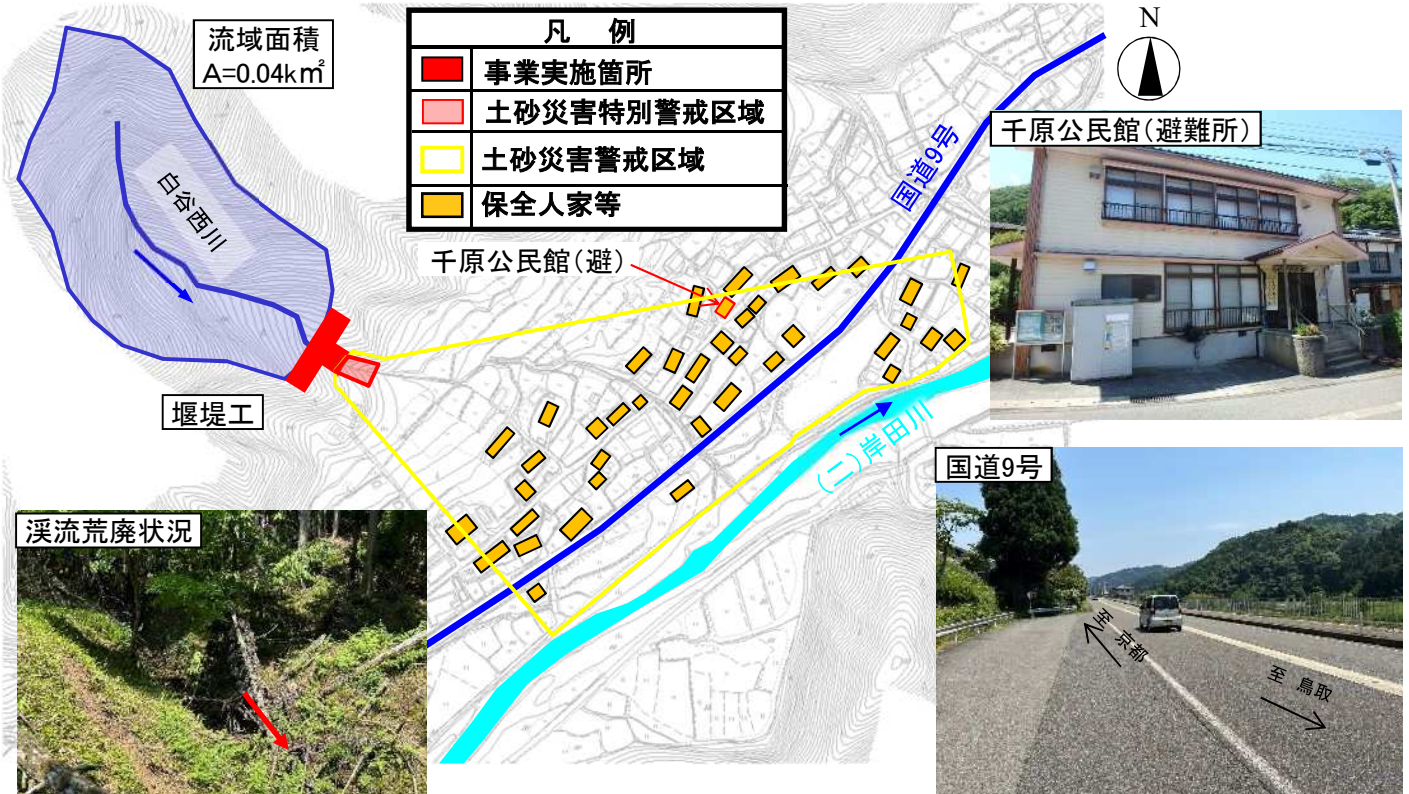 流域面積
A=0.04k㎡
凡 例
事業実施箇所
土砂災害特別警戒区域
土砂災害警戒区域
保全人家等
N
千原公民館(避難所)
国道9号
白谷西川
千原公民館(避)
堰堤工
(二)岸田川
国道9号
渓流荒廃状況
至 京都
至 鳥取